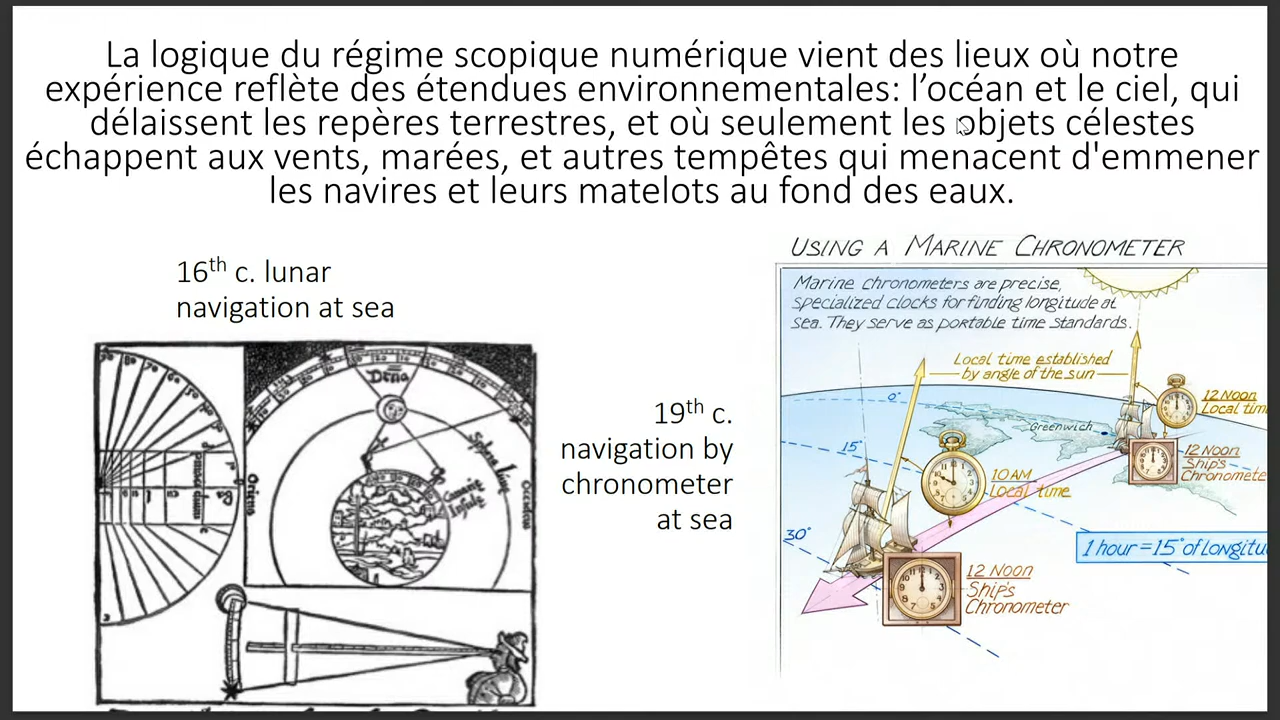 La logique du régime scopique numérique vient des lieux où notre
expérience reflète des étendues environnementales: l’océan et le ciel, qui
délaissent les repères terrestres, et où seulement les objets célestes
échappent aux vents, marées, et autres tempêtes qui menacent d'emmener
les navires et leurs matelots au fond des eaux.
16th c. lunar
navigation at sea
19th c.
navigation by
chronometer
at sea
USING A MARINE CHRONOMETER
Marine chronometers are precise,
specialized clocks for finding longitude at
sea. They serve as portable time standards.
Local time established
by angle of the sun
0°
Greenwich
12 NOON
Local tim
12 NOON
Ship's
Chronomete
15°
10 AM
Local time
30°
1 hour = 15° of longitu
12 NOON
Ship's
Chronometer